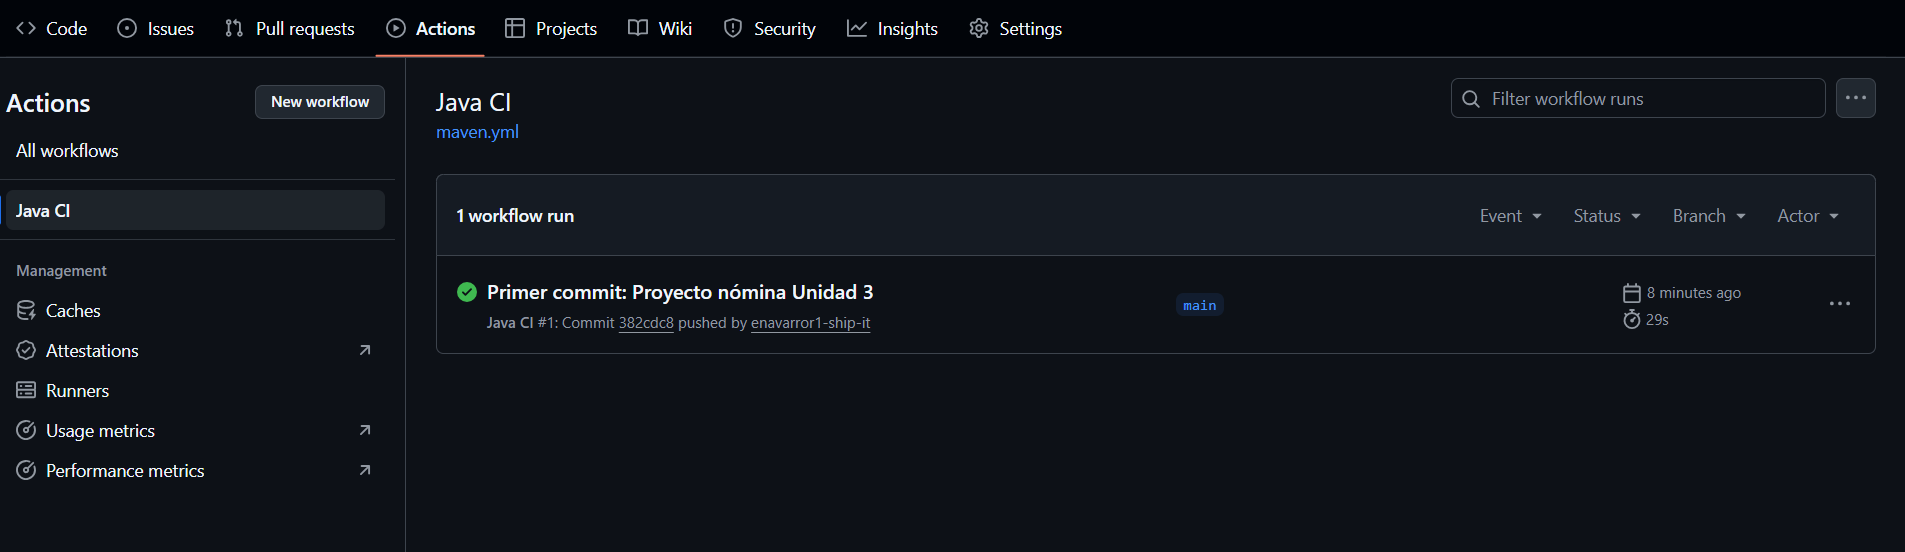 Code Issues Pull requests Actions Projects Wiki Security Insights Settings
Actions
New workflow
All workflows
Java CI
Management
Caches
Attestations
Runners
Usage metrics
Performance metrics
Java CI
maven.yml
Filter workflow runs
1 workflow run
Event Status Branch Actor
Primer commit: Proyecto nómina Unidad 3
Java CI #1: Commit 382cdc8 pushed by enavarror1-ship-it
main
8 minutes ago
29s